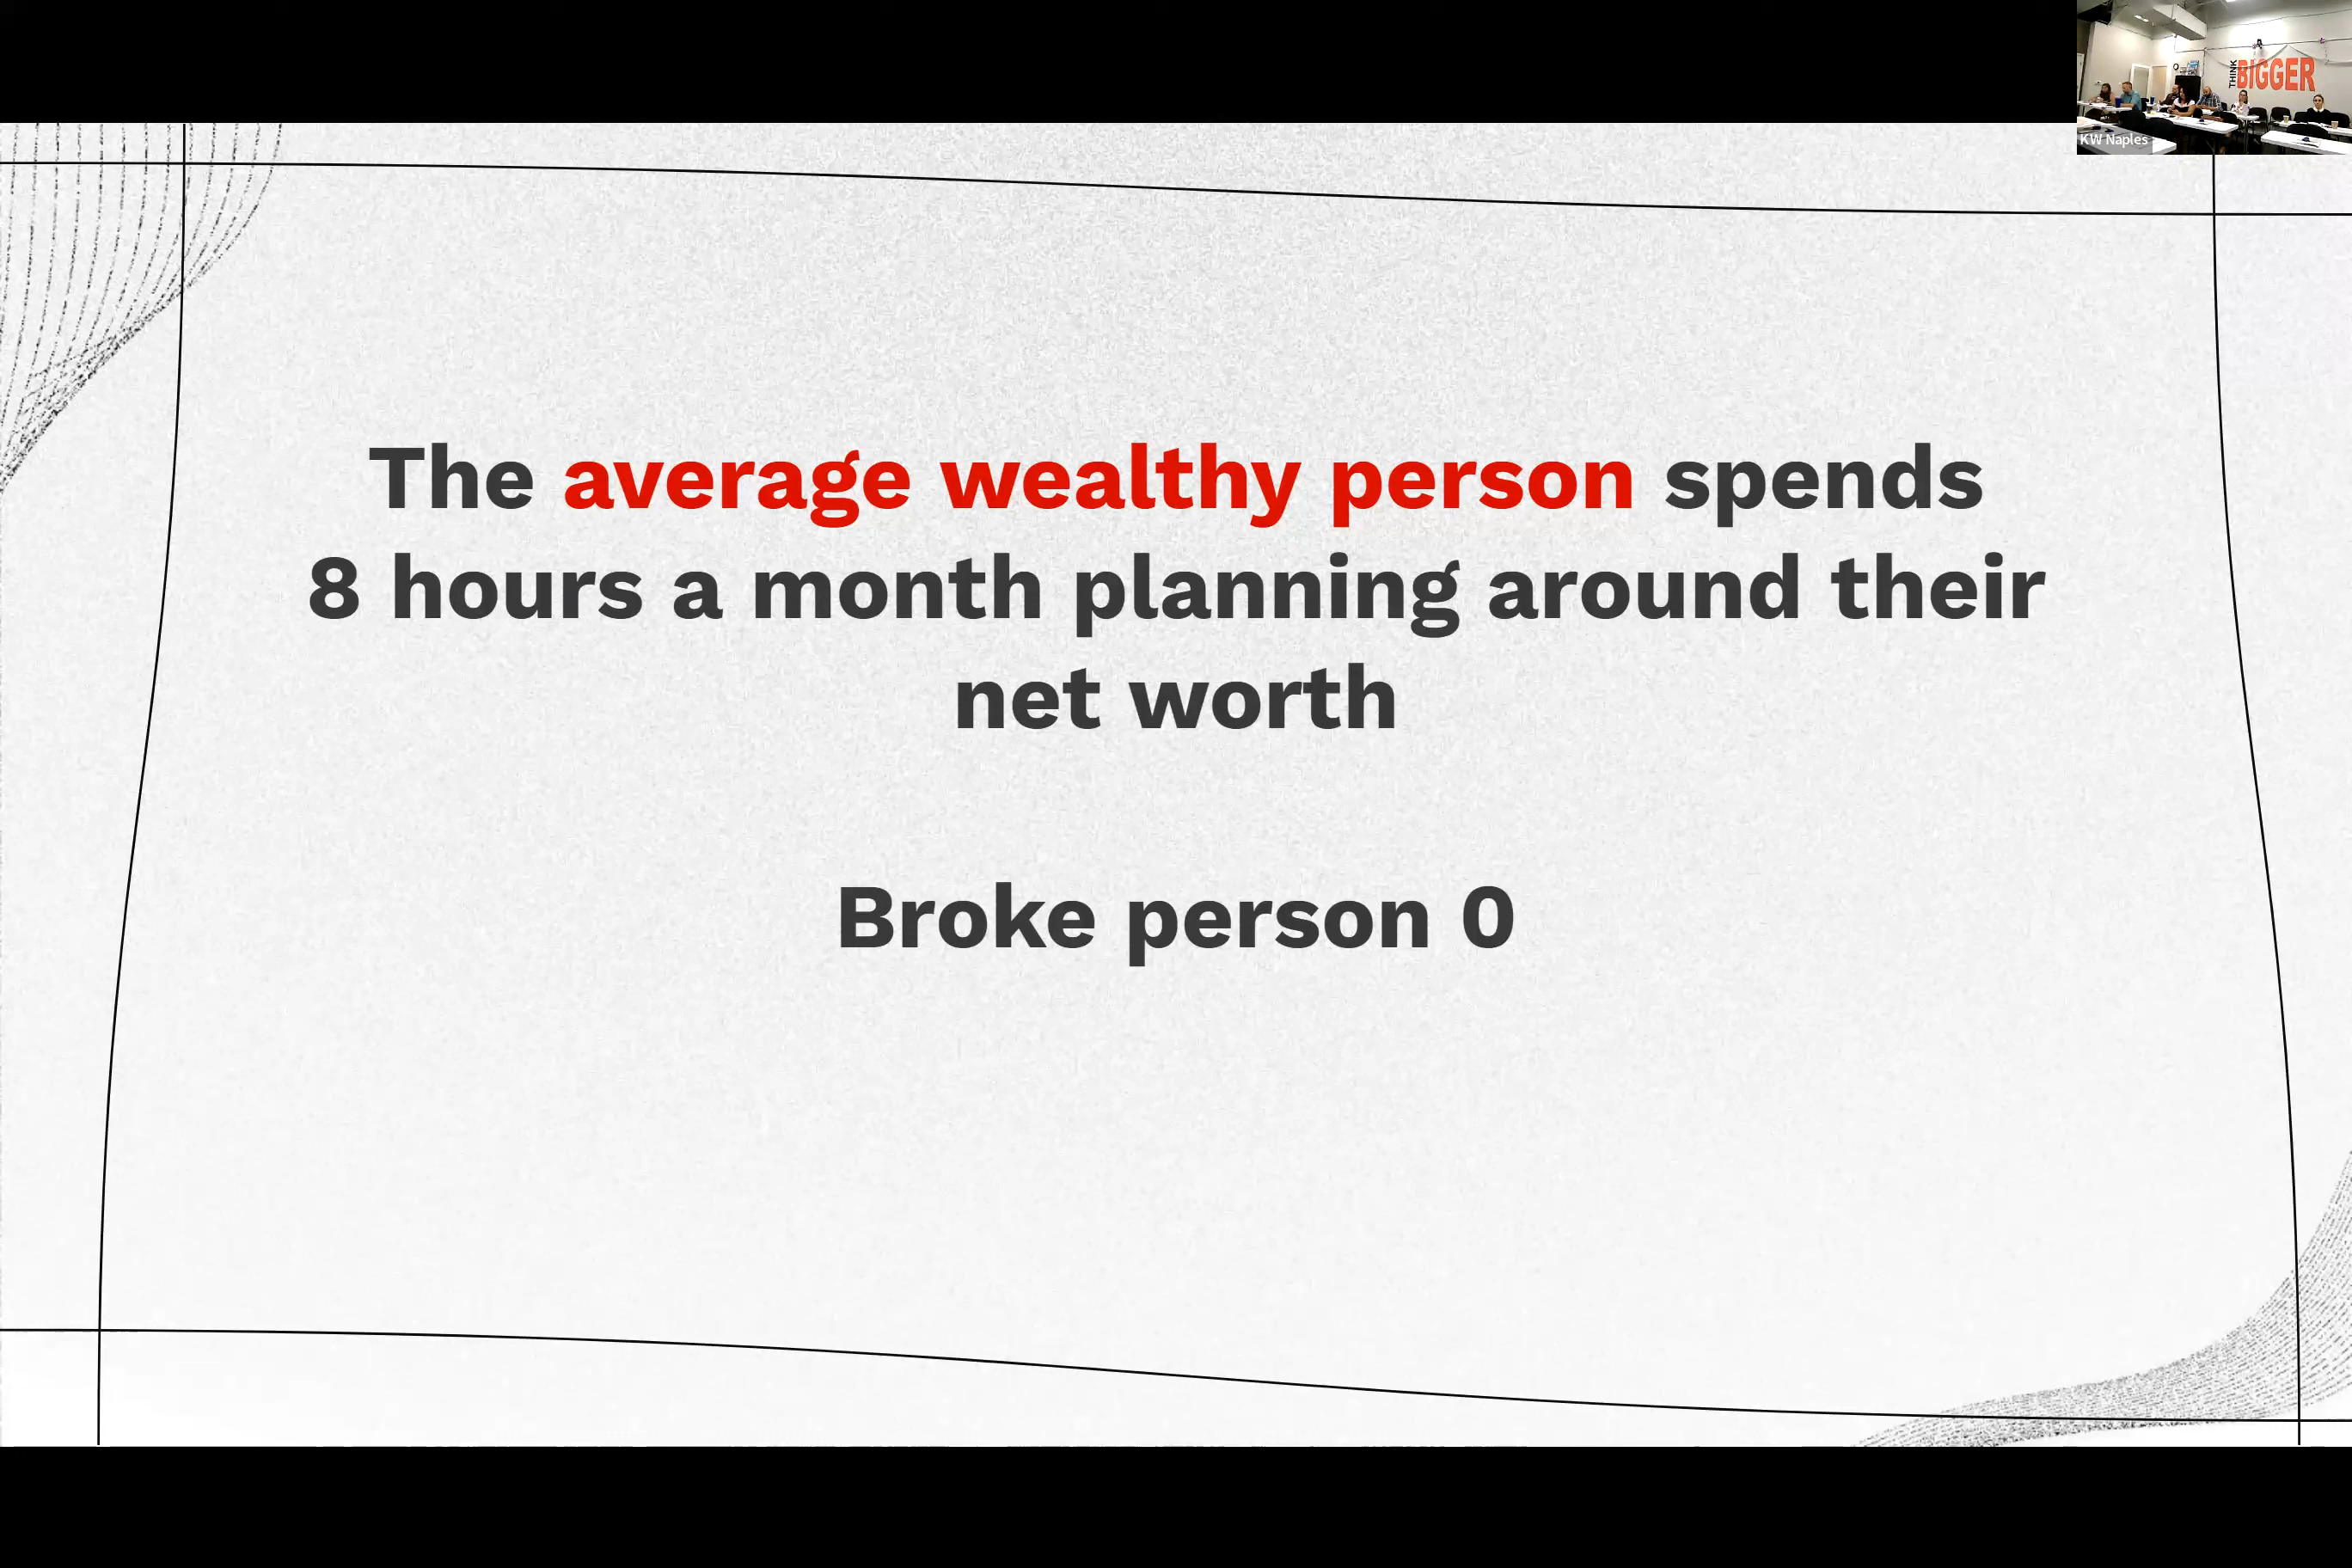 THINK
BIGGER
KW Naples
The average wealthy person spends
8 hours a month planning around their
net worth
Broke person 0